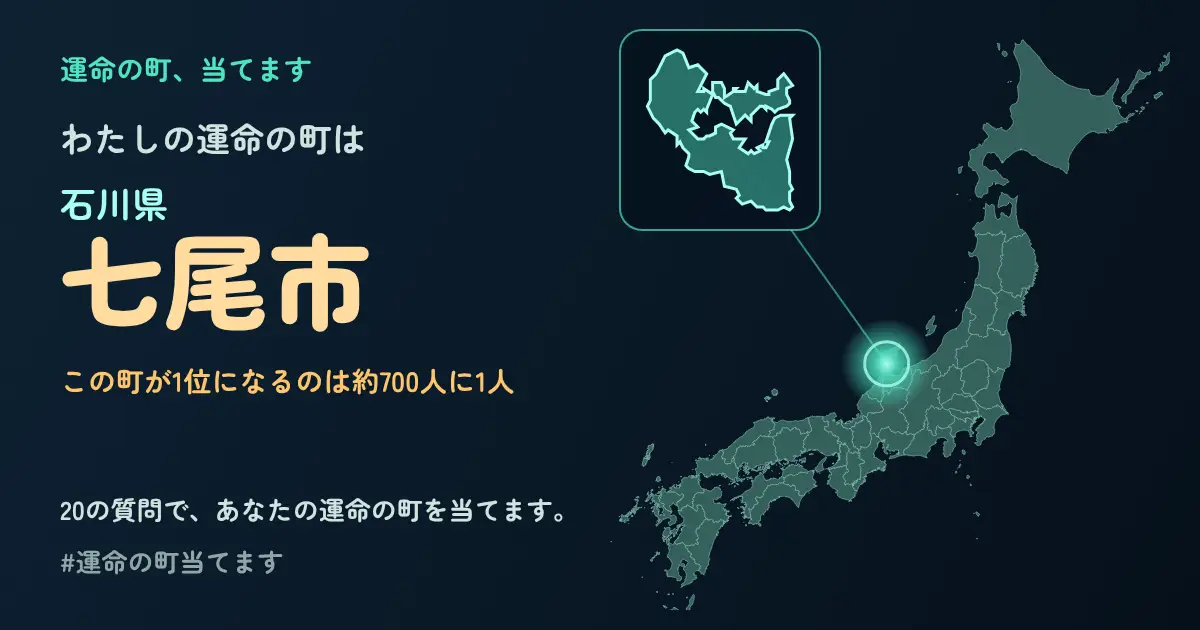 運命の町、当てます
わたしの運命の町は
石川県
七尾市
この町が1位になるのは約700人に1人
20の質問で、あなたの運命の町を当てます。
#運命の町当てます